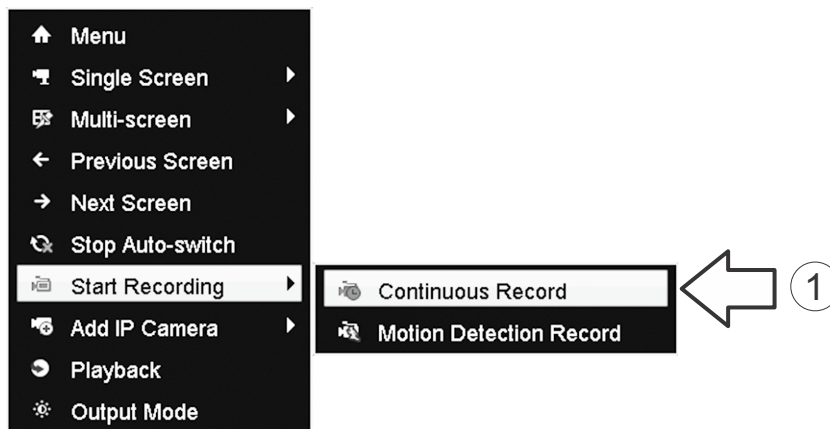 Menu
Single Screen
Multi-screen
Previous Screen
Next Screen
Stop Auto-switch
Start Recording
Continuous Record
1
Motion Detection Record
Add IP Camera
Playback
Output Mode